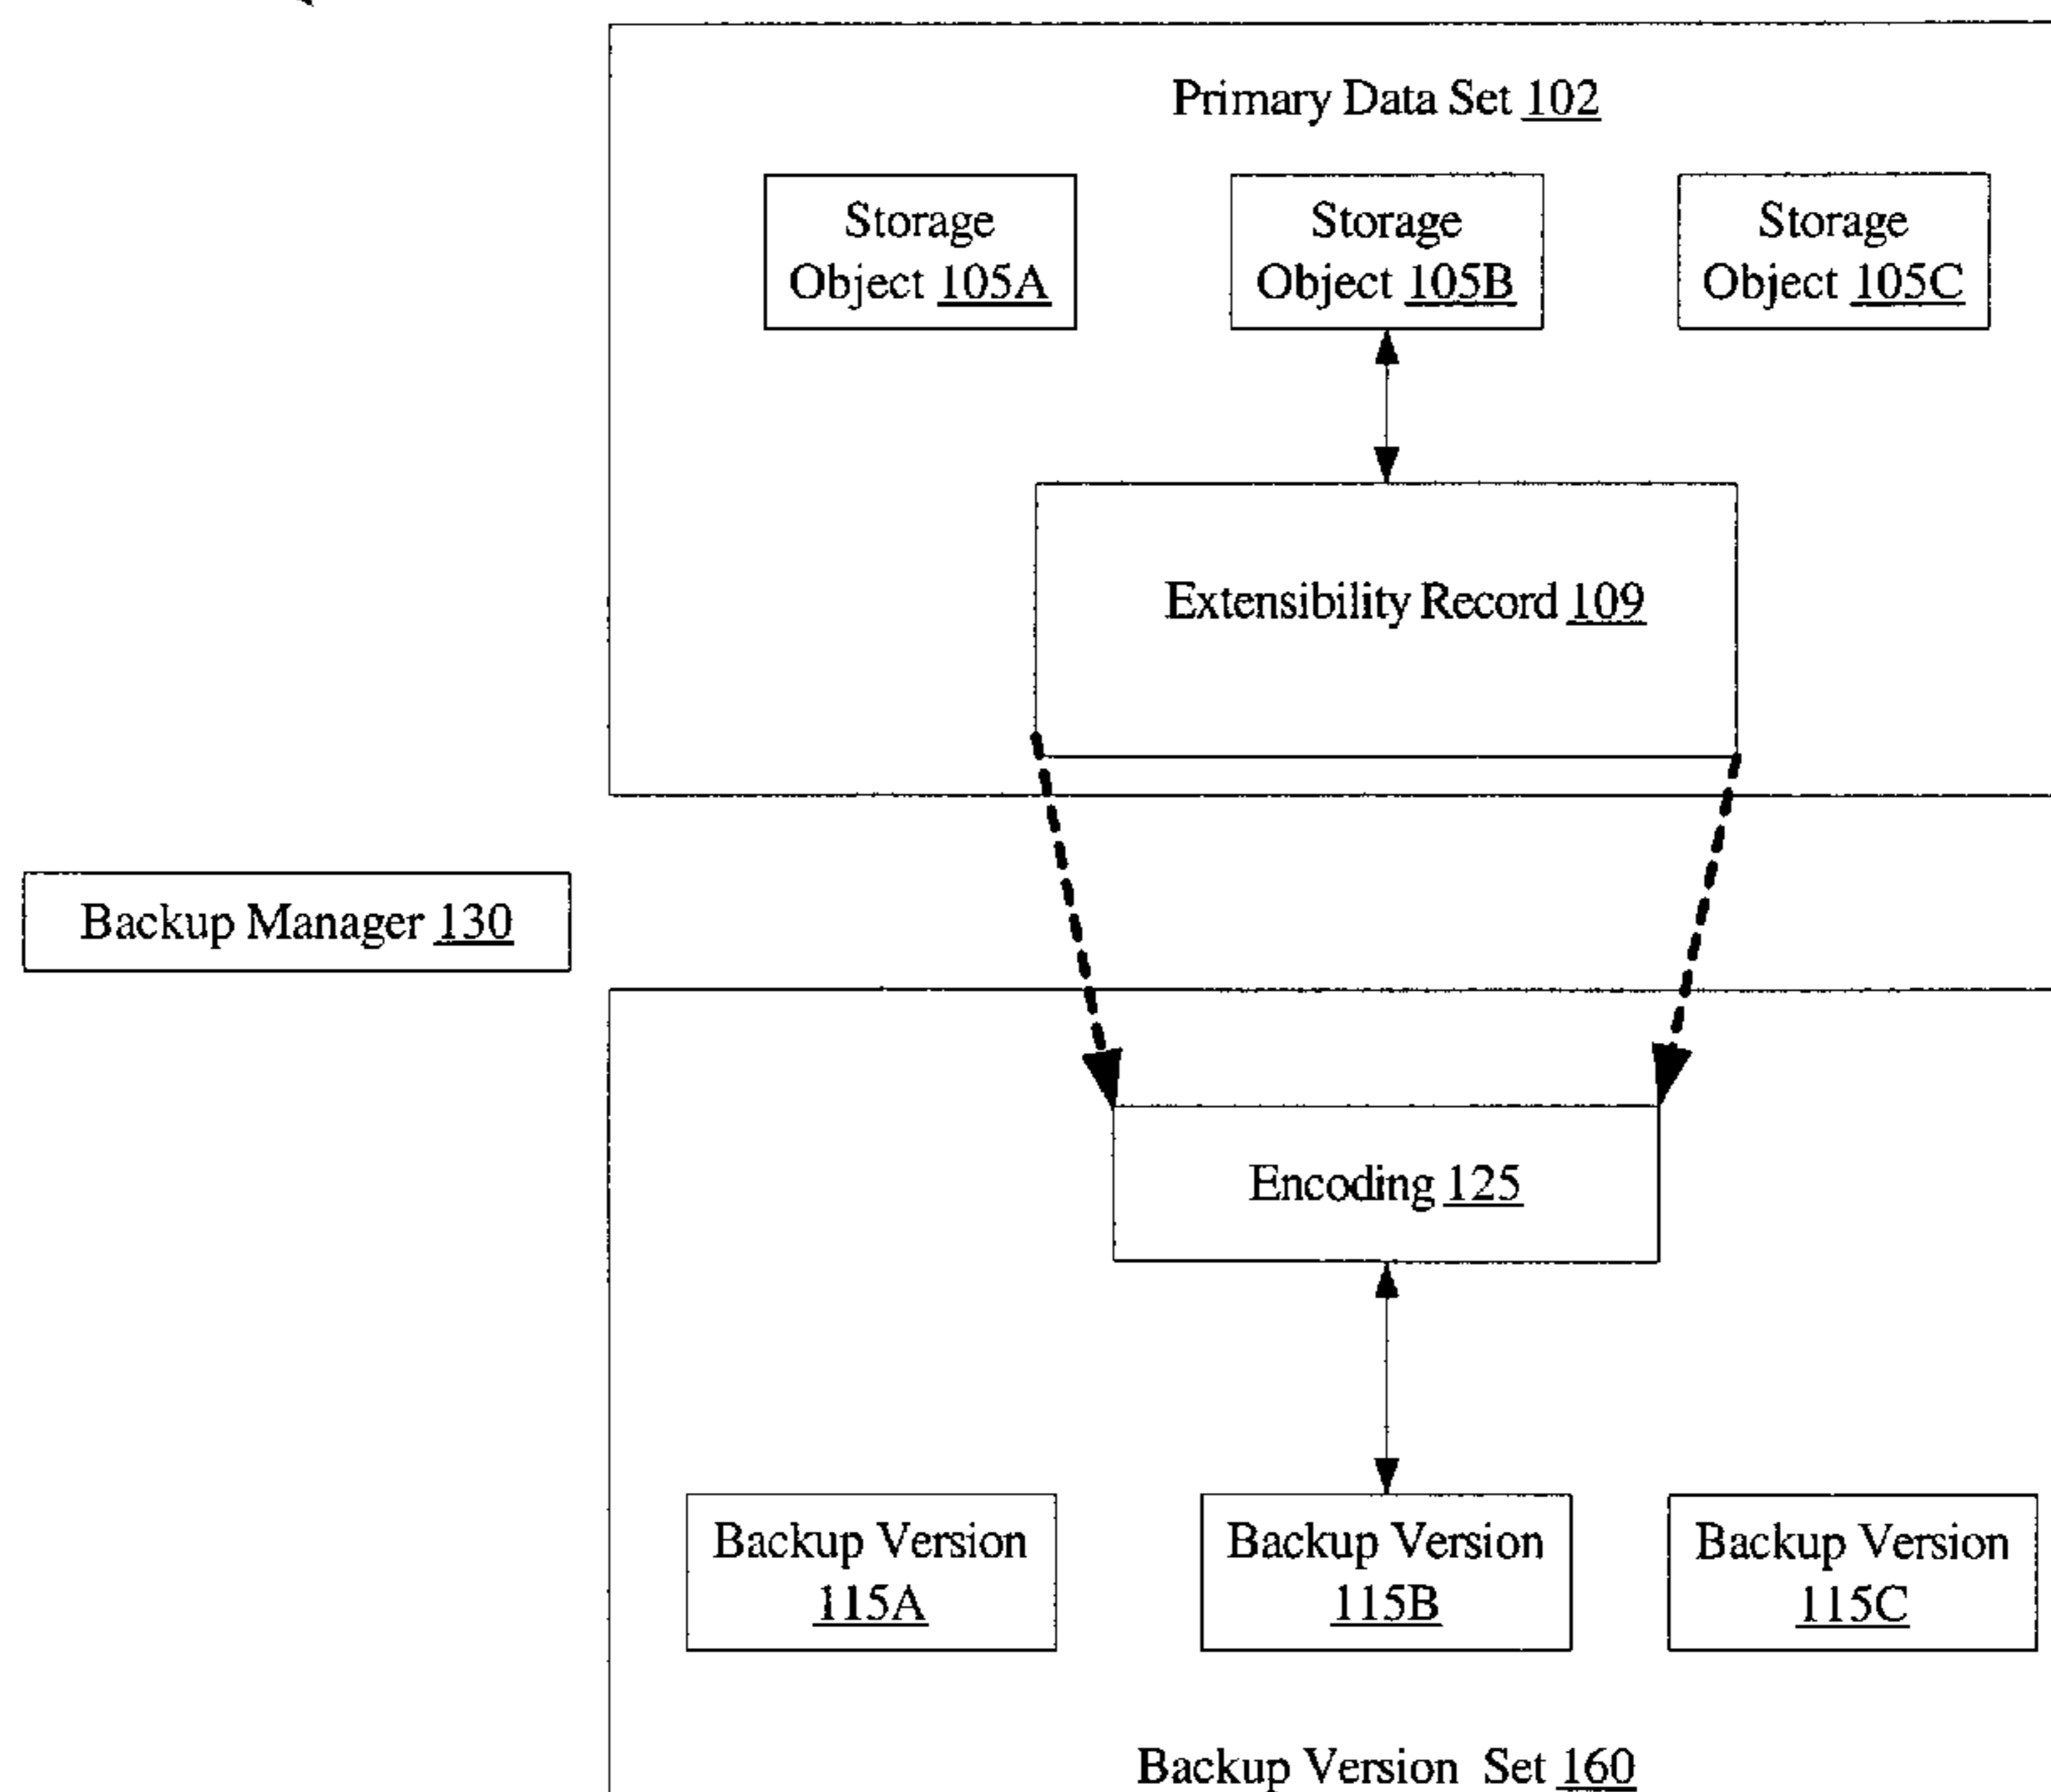 Primary Data Set 102
Storage
Object 105A
Storage
Object 105B
Storage
Object 105C
Extensibility Record 109
Backup Manager 130
Encoding 125
Backup Version
115A
Backup Version
115B
Backup Version
115C
Backup Version Set 160